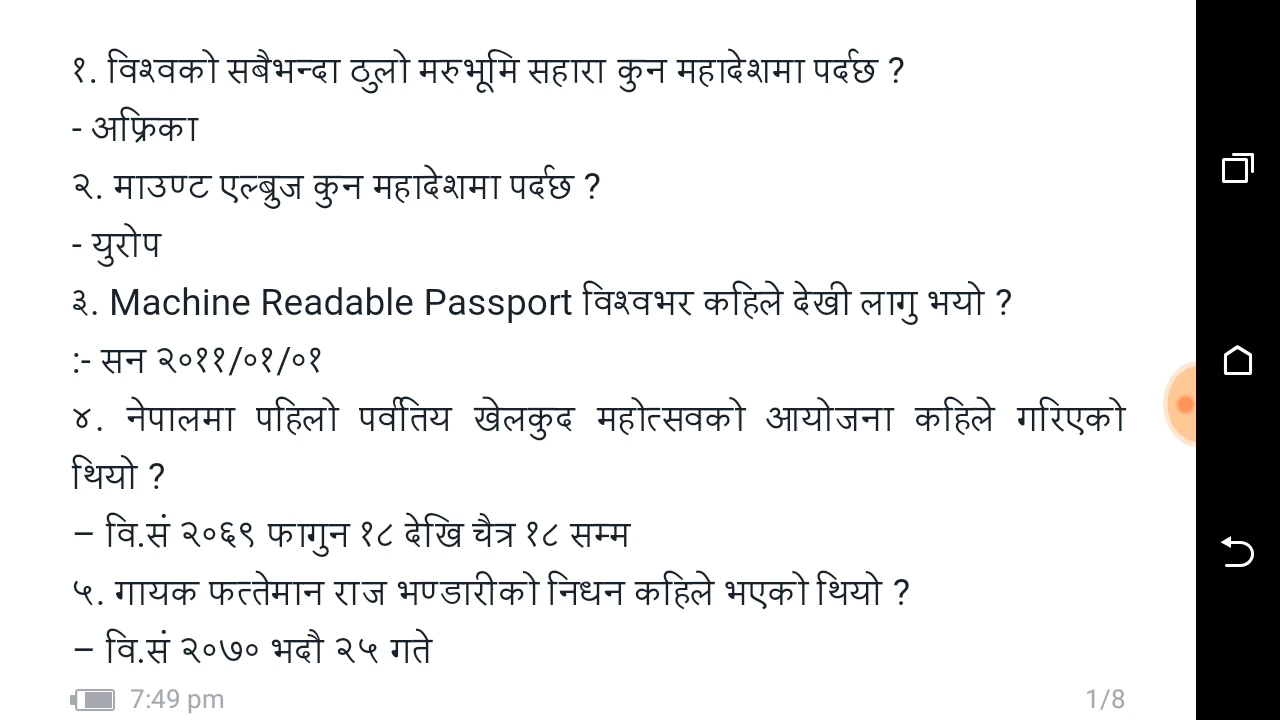 १. विश्वको सबैभन्दा ठुलो मरुभूमि सहारा कुन महादेशमा पर्दछ ?
- अफ्रिका
२. माउण्ट एल्ब्रुज कुन महादेशमा पर्दछ ?
- युरोप
३. Machine Readable Passport विश्वभर कहिले देखी लागु भयो ?
:- सन २०११/०१/०१
४. नेपालमा पहिलो पर्वतिय खेलकुद महोत्सवको आयोजना कहिले गरिएको
थियो ?
– वि.सं २०६९ फागुन १८ देखि चैत्र १८ सम्म
५. गायक फत्तेमान राज भण्डारीको निधन कहिले भएको थियो ?
– वि.सं २०७० भदौ २५ गते
7:49 pm 1/8